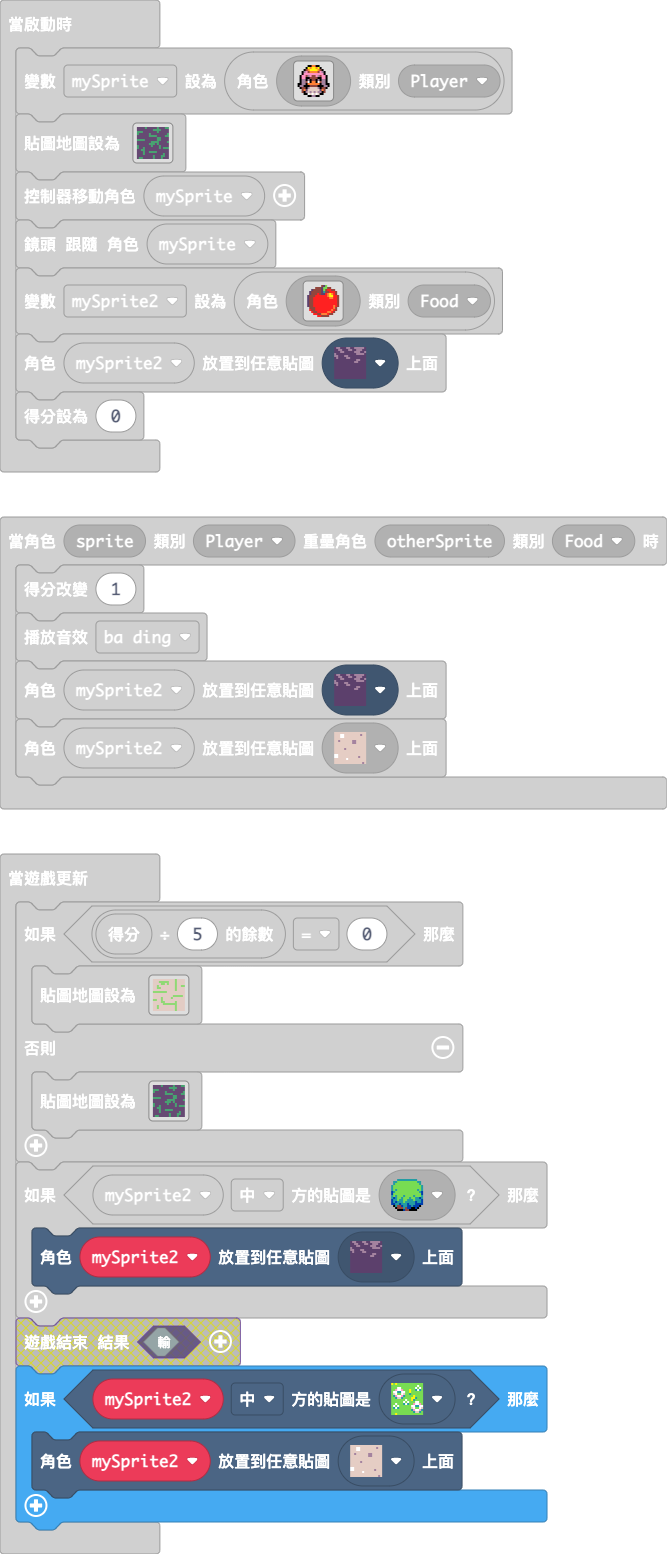 當啟動時
變數 mySprite 設為 角色 類別 Player
貼圖地圖設為
控制器移動角色 mySprite
鏡頭 跟隨 角色 mySprite
變數 mySprite2 設為 角色 類別 Food
角色 mySprite2 放置到任意貼圖 上面
得分設為 0
當角色 sprite 類別 Player 重疊角色 otherSprite 類別 Food 時
得分改變 1
播放音效 ba ding
角色 mySprite2 放置到任意貼圖 上面
角色 mySprite2 放置到任意貼圖 上面
當遊戲更新
如果 得分 ÷ 5 的餘數 = 0 那麼
貼圖地圖設為
否則
貼圖地圖設為
如果 mySprite2 中 方的貼圖是 ? 那麼
角色 mySprite2 放置到任意貼圖 上面
遊戲結束 結果 輸
如果 mySprite2 中 方的貼圖是 ? 那麼
角色 mySprite2 放置到任意貼圖 上面